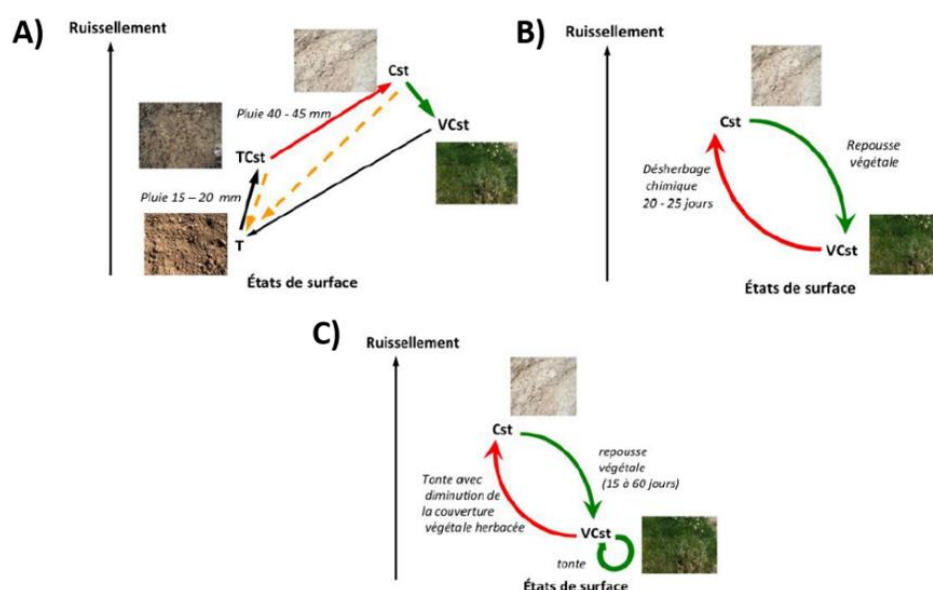 A)
Ruissellement
Cst
Pluie 40 - 45 mm
VCst
TCst
Pluie 15 – 20 mm
T
États de surface
B)
Ruissellement
Cst
Repousse
végétale
Désherbage
chimique
20 - 25 jours
VCst
États de surface
C)
Ruissellement
Cst
repousse
végétale
(15 à 60 jours)
Tonte avec
diminution de
la couverture
végétale herbacée
VCst
tonte
États de surface